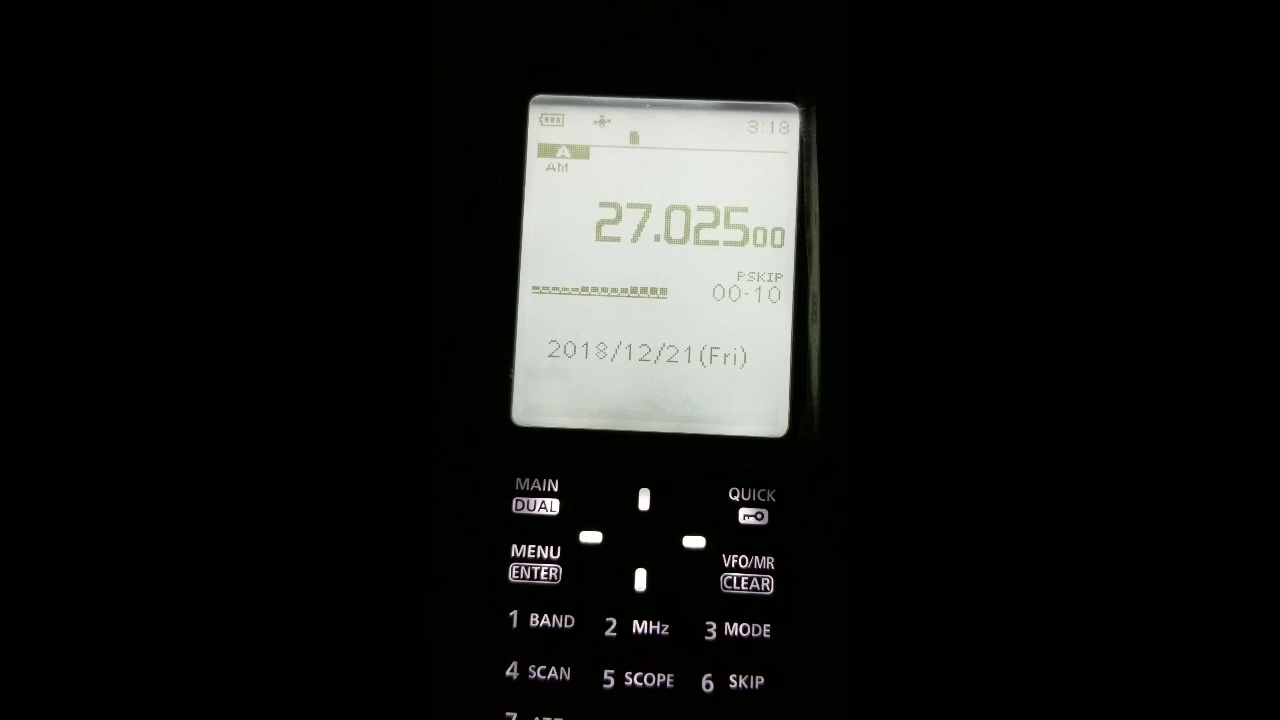 3:18
A
AM
27.02500
PSKIP
00-10
2018/12/21(Fri)
MAIN QUICK
DUAL
MENU VFO/MR
ENTER CLEAR
1 BAND 2 MHz 3 MODE
4 SCAN 5 SCOPE 6 SKIP
7